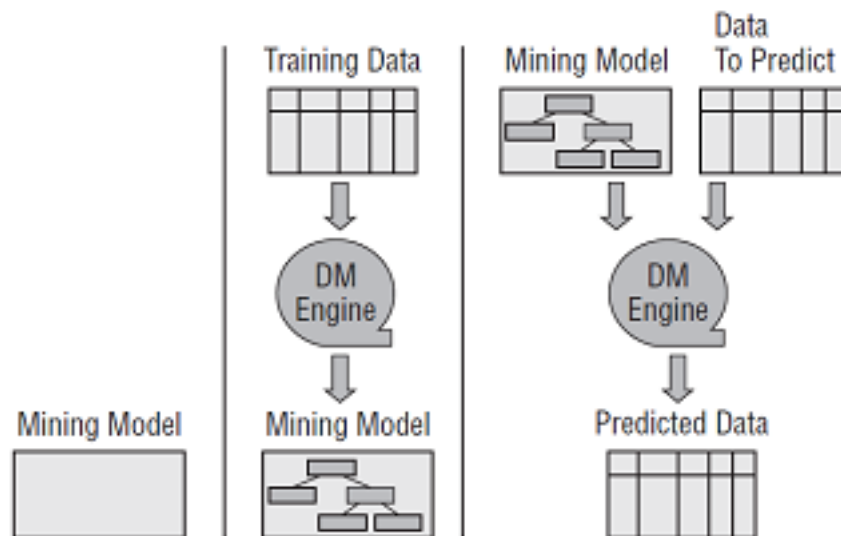 Mining Model
Training Data
DM
Engine
Mining Model
Mining Model
Data
To Predict
DM
Engine
Predicted Data